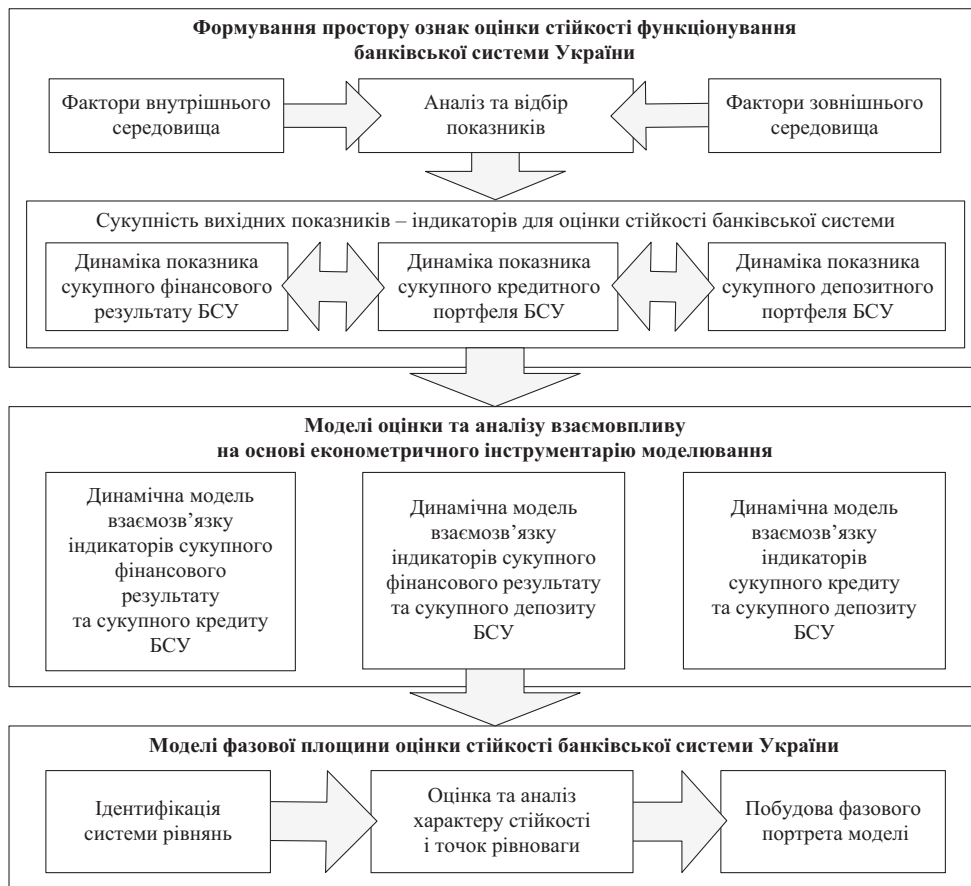 Формування простору ознак оцінки стійкості функціонування
банківської системи України
Фактори внутрішнього
середовища
Аналіз та відбір
показників
Фактори зовнішнього
середовища
Сукупність вихідних показників – індикаторів для оцінки стійкості банківської системи
Динаміка показника
сукупного фінансового
результату БСУ
Динаміка показника
сукупного кредитного
портфеля БСУ
Динаміка показника
сукупного депозитного
портфеля БСУ
Моделі оцінки та аналізу взаємовпливу
на основі економетричного інструментарію моделювання
Динамічна модель
взаємозв’язку
індикаторів сукупного
фінансового
результату
та сукупного кредиту
БСУ
Динамічна модель
взаємозв’язку
індикаторів сукупного
фінансового результату
та сукупного депозиту
БСУ
Динамічна модель
взаємозв’язку
індикаторів
сукупного кредиту
та сукупного депозиту
БСУ
Моделі фазової площини оцінки стійкості банківської системи України
Ідентифікація
системи рівнянь
Оцінка та аналіз
характеру стійкості
і точок рівноваги
Побудова фазового
портрета моделі